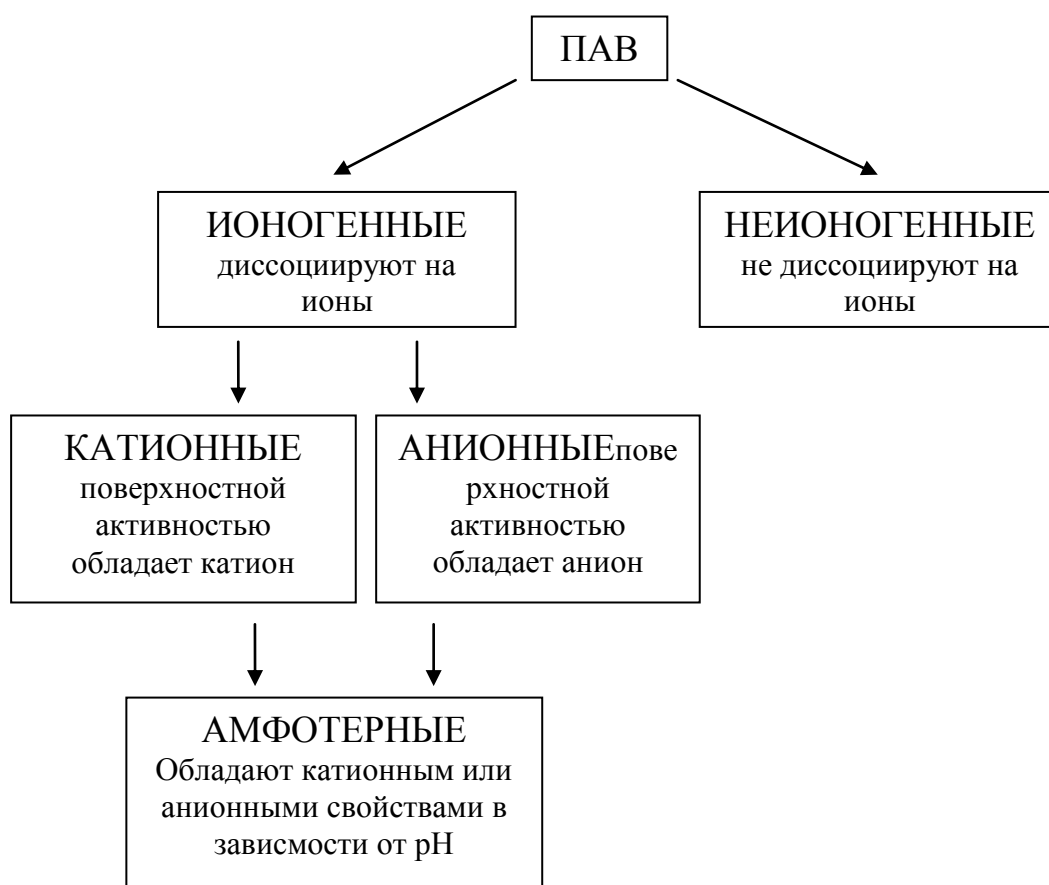 ПАВ
ИОНОГЕННЫЕ
диссоциируют на
ионы
НЕИОНОГЕННЫЕ
не диссоциируют на
ионы
КАТИОННЫЕ
поверхностной
активностью
обладает катион
АНИОННЫЕпове
рхностной
активностью
обладает анион
АМФОТЕРНЫЕ
Обладают катионным или
анионными свойствами в
зависмости от рН